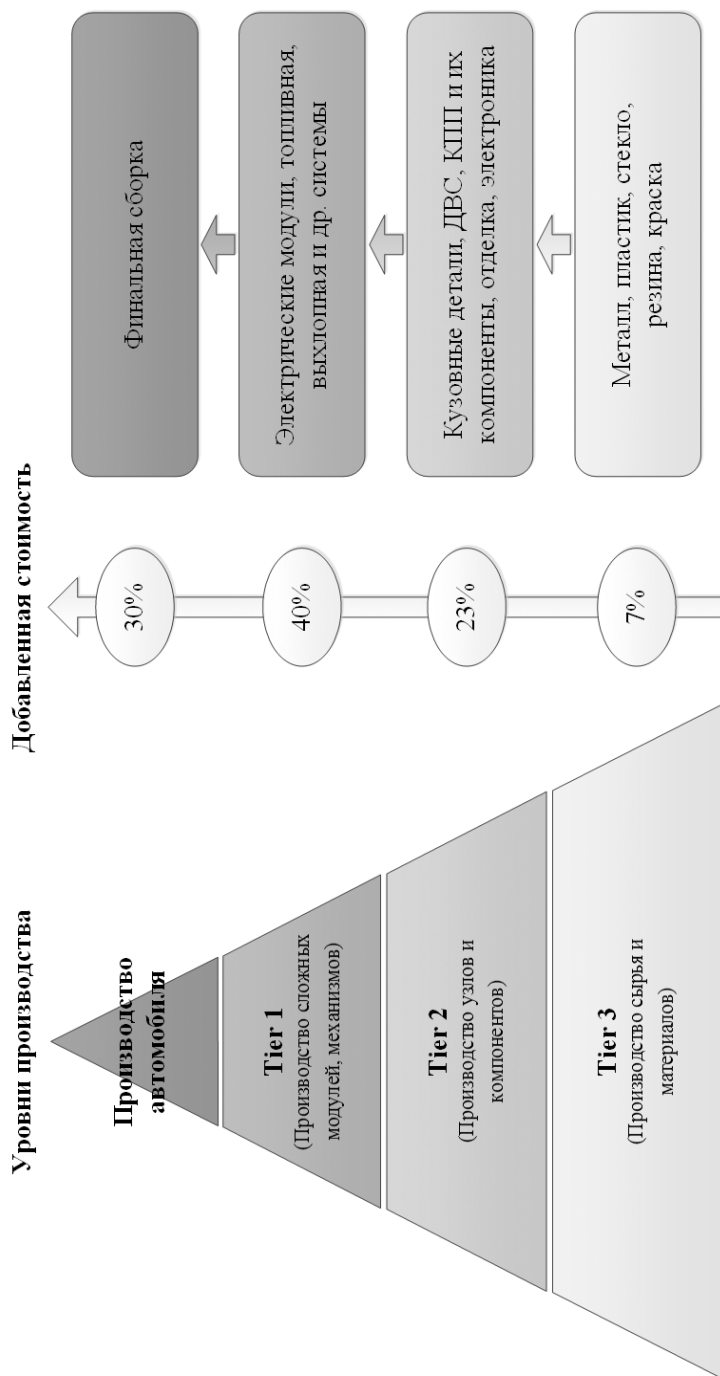 Уровни производства
Добавленная стоимость
Производство
автомобиля
30%
Финальная сборка
Tier 1
(Производство сложных
модулей, механизмов)
40%
Электрические модули, топливная,
выхлопная и др. системы
Tier 2
(Производство узлов и
компонентов)
23%
Кузовные детали, ДВС, КПП и их
компоненты, отделка, электроника
Tier 3
(Производство сырья и
материалов)
7%
Металл, пластик, стекло,
резина, краска